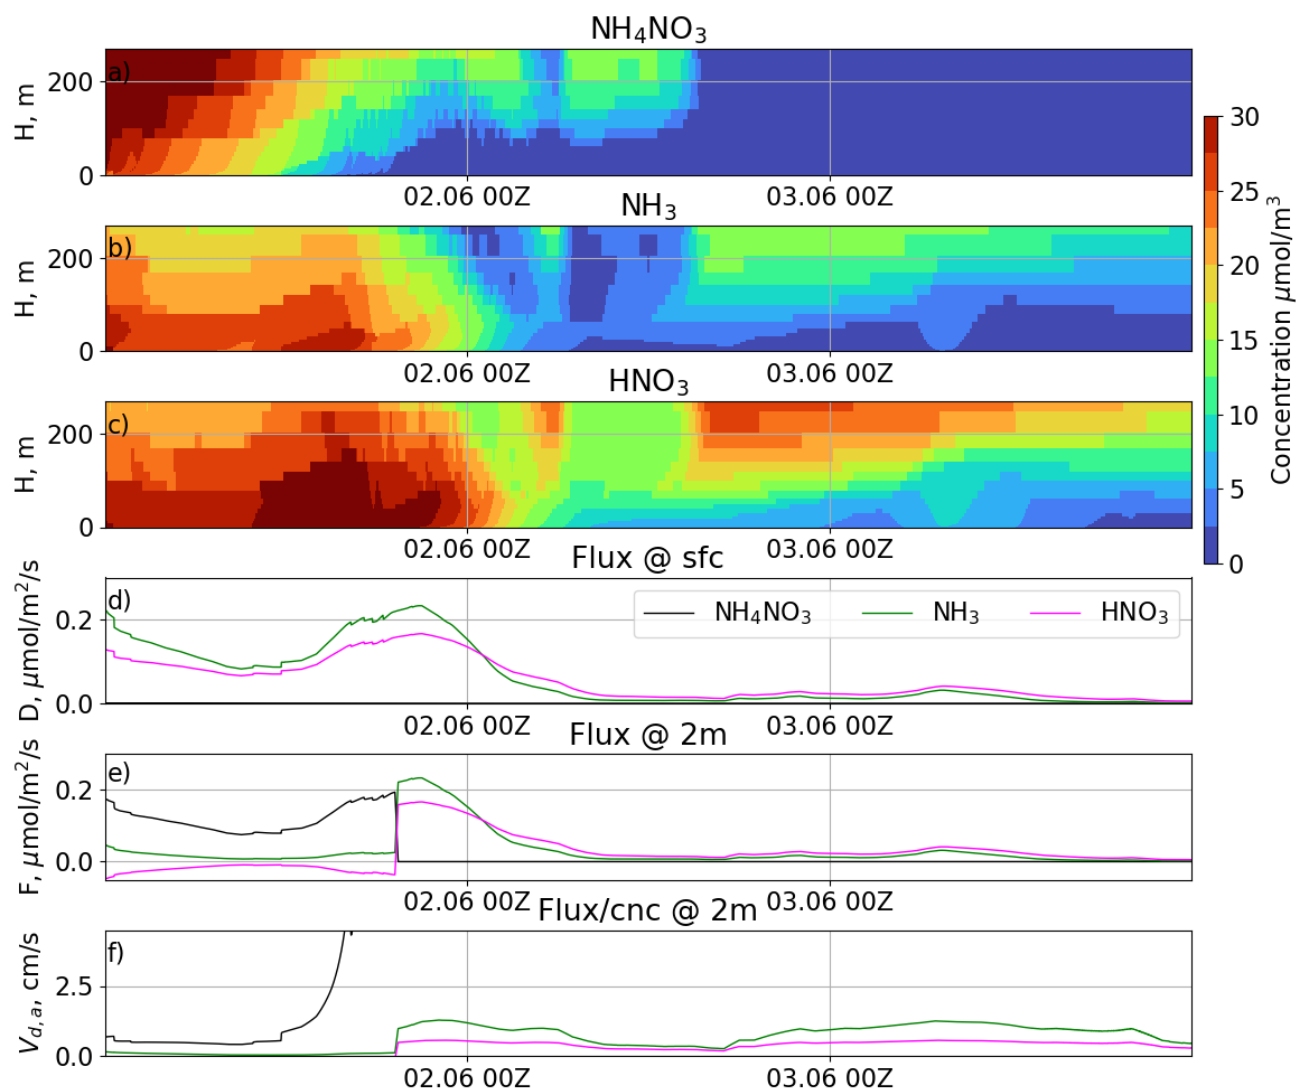 NH₄NO₃
a)
200
H, m
0
02.06 00Z
03.06 00Z
NH₃
b)
200
H, m
0
02.06 00Z
03.06 00Z
HNO₃
c)
200
H, m
0
02.06 00Z
03.06 00Z
30
25
20
15
10
5
0
Concentration μmol/m³
Flux @ sfc
d)
NH₄NO₃ NH₃ HNO₃
0.2
0.0
D, μmol/m²/s
02.06 00Z
03.06 00Z
Flux @ 2m
e)
0.2
0.0
F, μmol/m²/s
02.06 00Z
03.06 00Z
Flux/cnc @ 2m
f)
2.5
0.0
V_{d,a}, cm/s
02.06 00Z
03.06 00Z